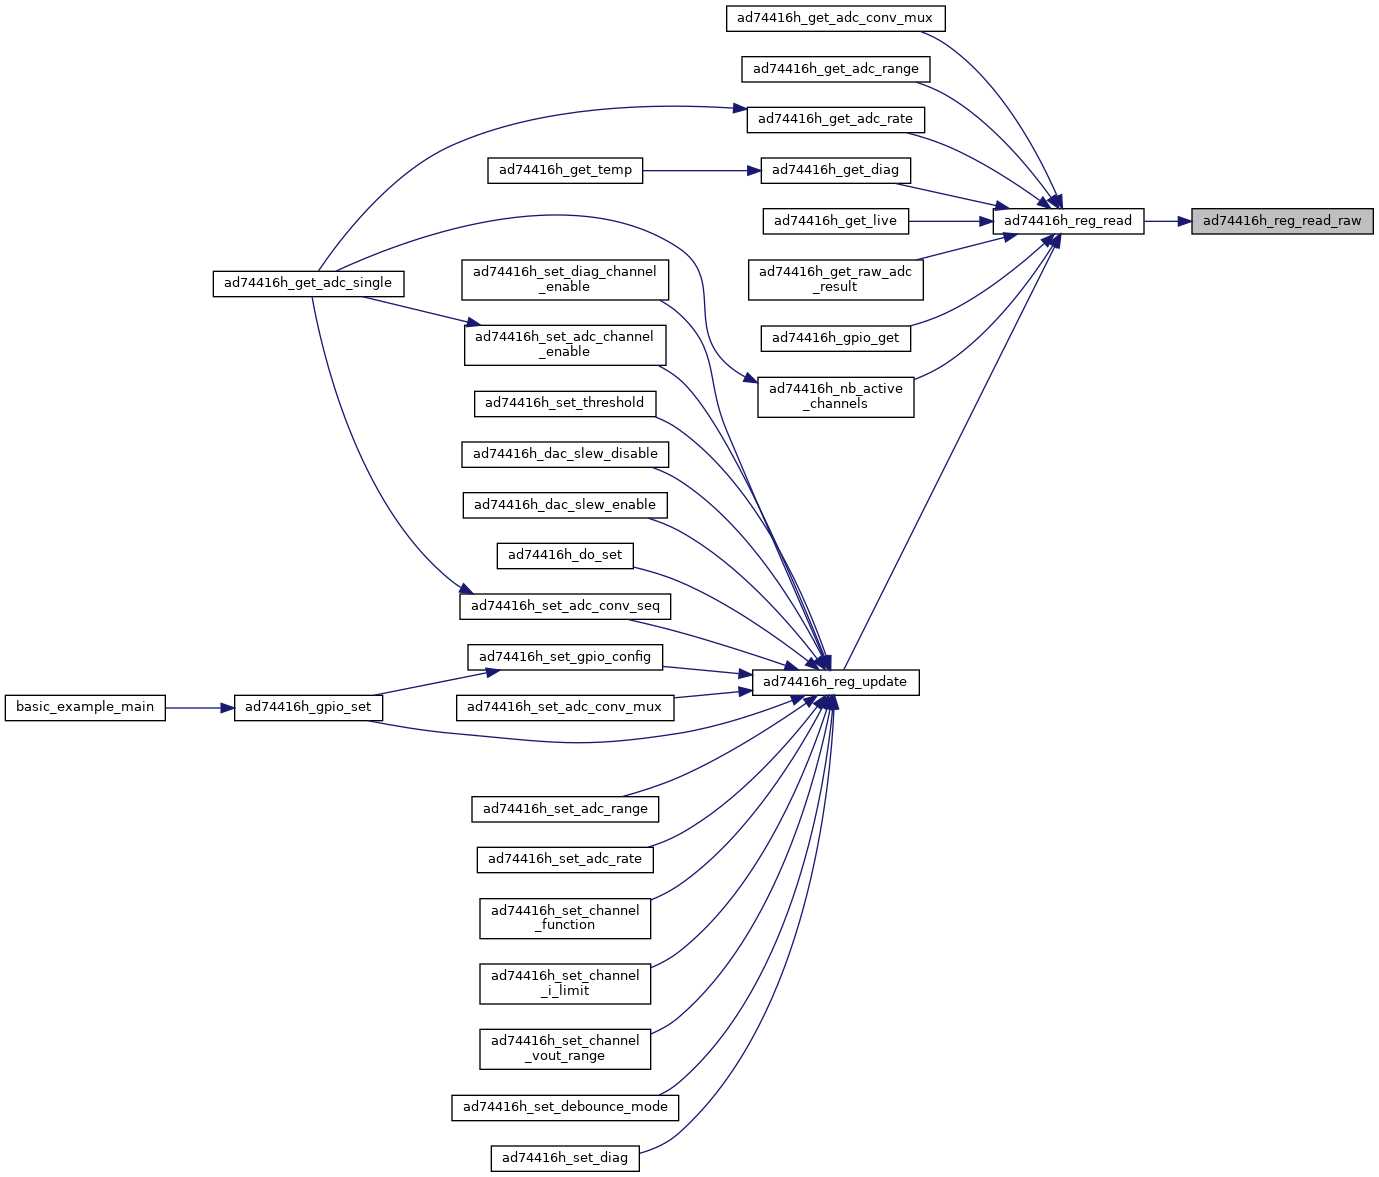 ad74416h_get_adc_conv_mux
ad74416h_get_adc_range
ad74416h_get_adc_rate
ad74416h_get_temp
ad74416h_get_diag
ad74416h_get_live
ad74416h_reg_read
ad74416h_reg_read_raw
ad74416h_get_raw_adc
_result
ad74416h_set_diag_channel
_enable
ad74416h_get_adc_single
ad74416h_set_adc_channel
_enable
ad74416h_gpio_get
ad74416h_nb_active
_channels
ad74416h_set_threshold
ad74416h_dac_slew_disable
ad74416h_dac_slew_enable
ad74416h_do_set
ad74416h_set_adc_conv_seq
ad74416h_set_gpio_config
ad74416h_reg_update
basic_example_main
ad74416h_gpio_set
ad74416h_set_adc_conv_mux
ad74416h_set_adc_range
ad74416h_set_adc_rate
ad74416h_set_channel
_function
ad74416h_set_channel
_i_limit
ad74416h_set_channel
_vout_range
ad74416h_set_debounce_mode
ad74416h_set_diag